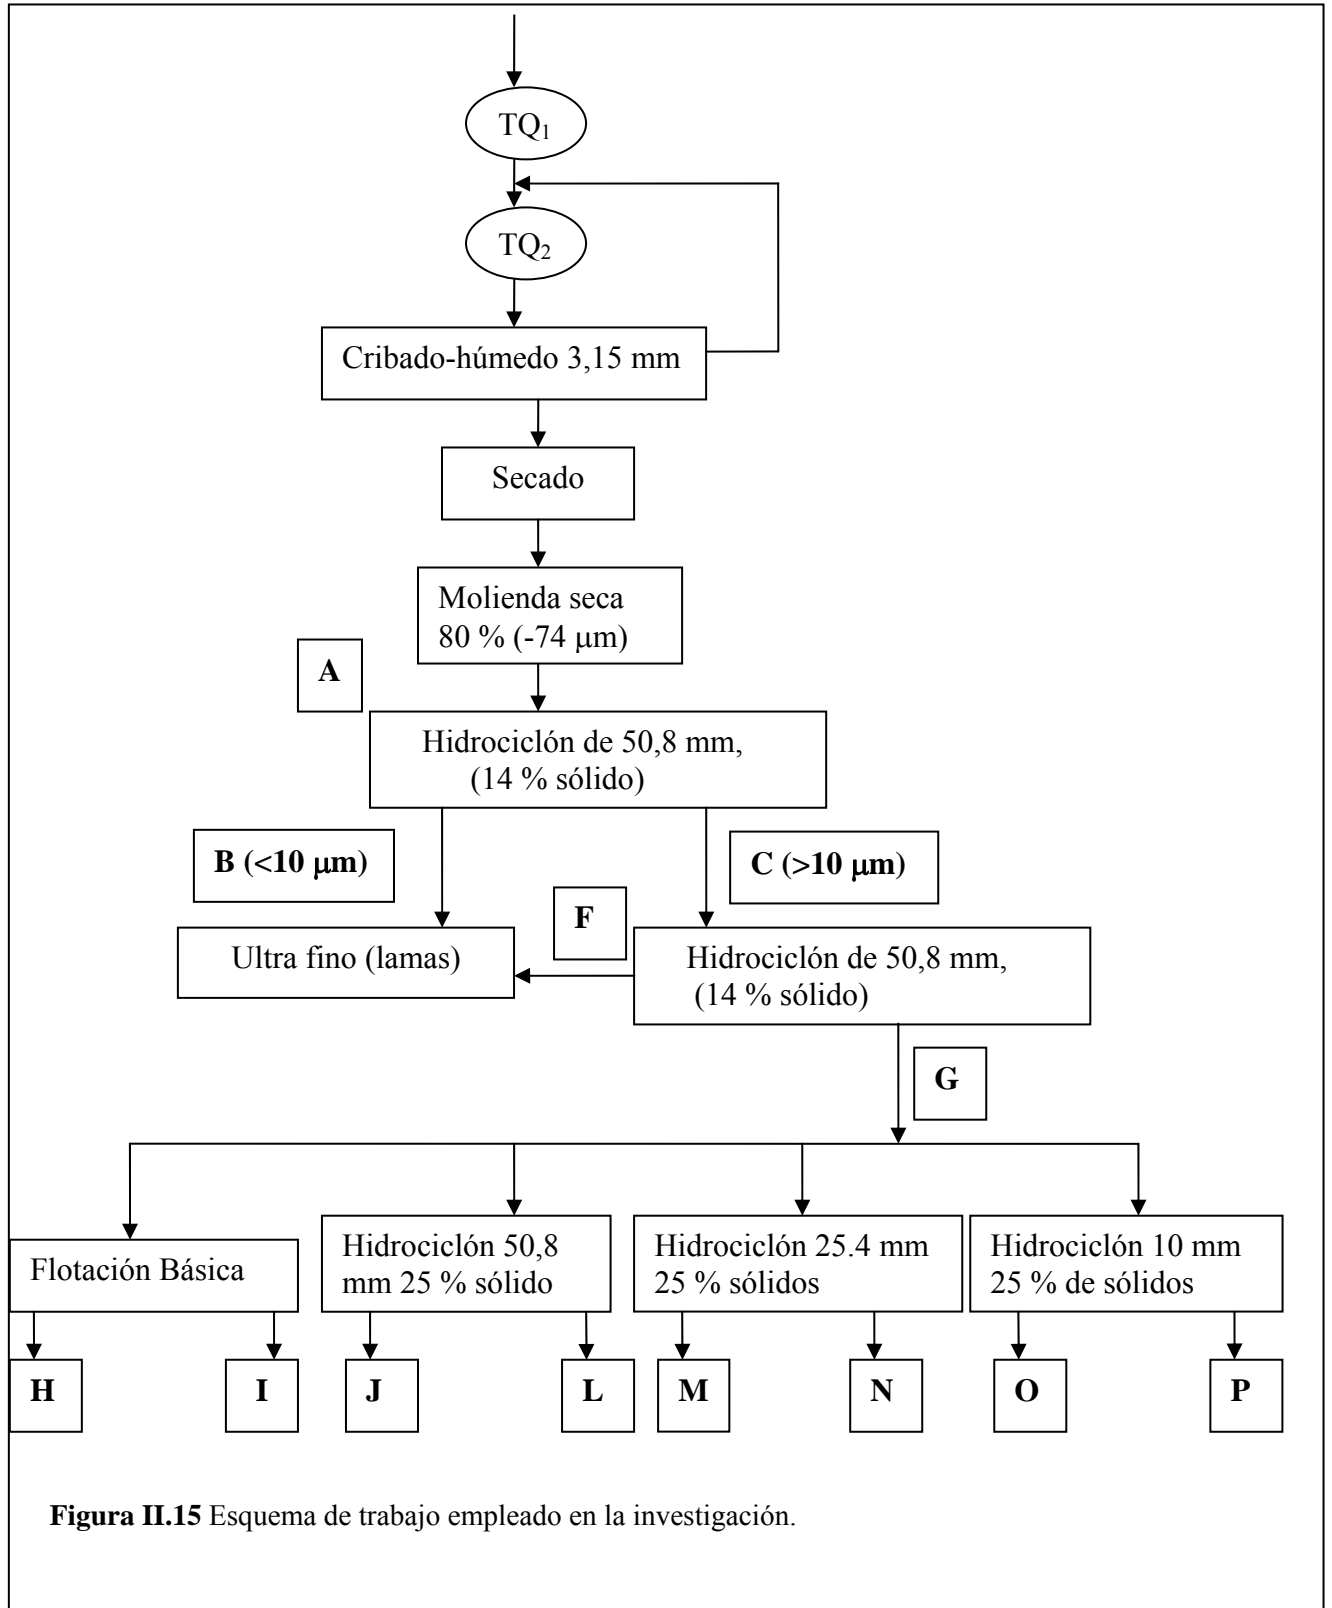 TQ₁
TQ₂
Cribado-húmedo 3,15 mm
Secado
Molienda seca
80 % (-74 μm)
A
Hidrociclón de 50,8 mm,
(14 % sólido)
B (<10 μm)
C (>10 μm)
F
Ultra fino (lamas)
Hidrociclón de 50,8 mm,
(14 % sólido)
G
Flotación Básica
Hidrociclón 50,8
mm 25 % sólido
Hidrociclón 25.4 mm
25 % sólidos
Hidrociclón 10 mm
25 % de sólidos
H
I
J
L
M
N
O
P
Figura II.15 Esquema de trabajo empleado en la investigación.